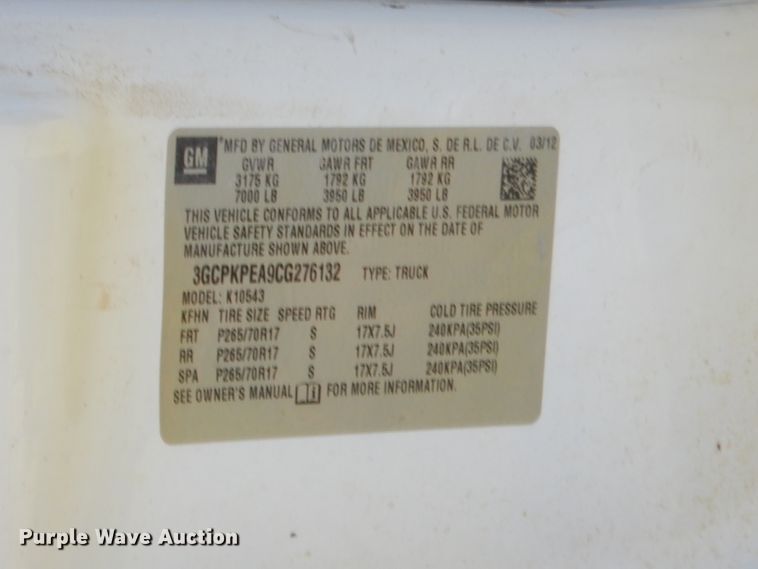 GM
MFD BY GENERAL MOTORS DE MEXICO, S. DE R.L. DE C.V. 03/12
GVWR GAWR FRT GAWR RR
3175 KG 1792 KG 1792 KG
7000 LB 3950 LB 3950 LB
THIS VEHICLE CONFORMS TO ALL APPLICABLE U.S. FEDERAL MOTOR
VEHICLE SAFETY STANDARDS IN EFFECT ON THE DATE OF
MANUFACTURE SHOWN ABOVE.
3GCPKPEA9CG276132 TYPE: TRUCK
MODEL: K10543
KFHN TIRE SIZE SPEED RTG RIM COLD TIRE PRESSURE
FRT P265/70R17 S 17X7.5J 240KPA(35PSI)
RR P265/70R17 S 17X7.5J 240KPA(35PSI)
SPA P265/70R17 S 17X7.5J 240KPA(35PSI)
SEE OWNER'S MANUAL FOR MORE INFORMATION.
Purple Wave Auction